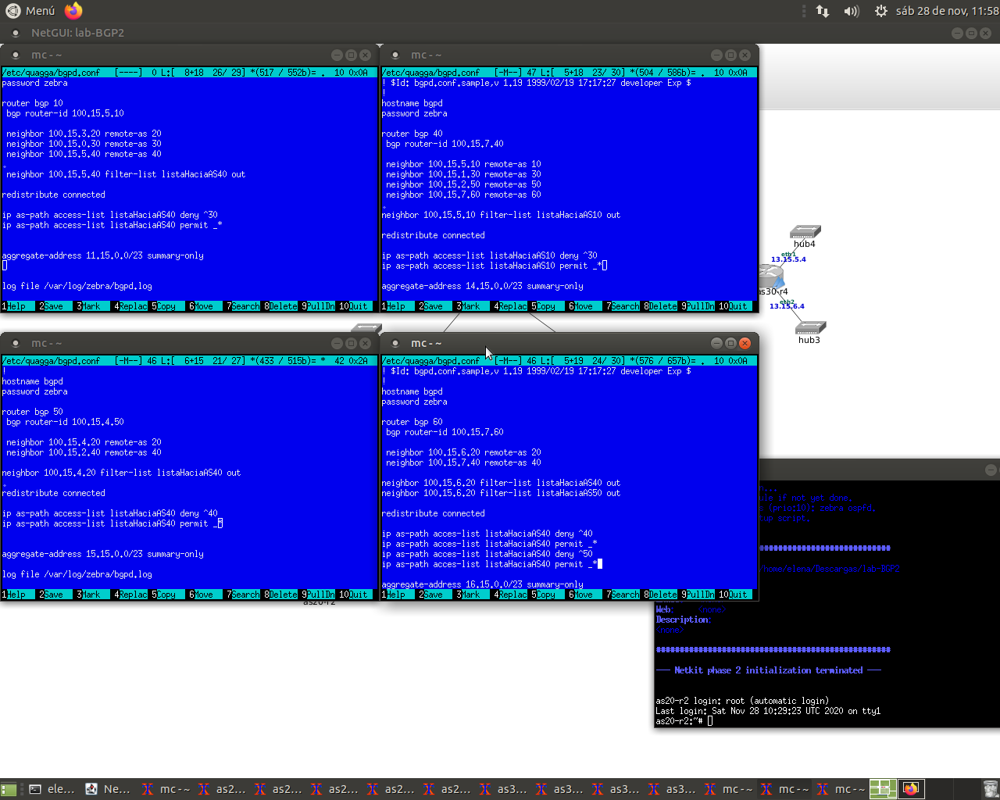 Menú
sáb 28 de nov, 11:58
NetGUI: lab-BGP2
mc - ~
/etc/quagga/bgpd.conf   [----]  0 L:[  8+18  26/ 29] *(517 / 552b)= .  10 0x0A
password zebra
router bgp 10
bgp router-id 100.15.5.10
neighbor 100.15.3.20 remote-as 20
neighbor 100.15.0.30 remote-as 30
neighbor 100.15.5.40 remote-as 40
neighbor 100.15.5.40 filter-list listaHaciaAS40 out
redistribute connected
ip as-path access-list listaHaciaAS40 deny ^30
ip as-path access-list listaHaciaAS40 permit _*
aggregate-address 11.15.0.0/23 summary-only
log file /var/log/zebra/bgpd.log
1Help  2Save  3Mark  4Replac 5Copy  6Move  7Search 8Delete 9PullDn 10Quit
mc - ~
/etc/quagga/bgpd.conf   [-M--] 47 L:[  5+18  23/ 30] *(504 / 586b)= .  10 0x0A
! $Id: bgpd.conf.sample,v 1.19 1999/02/19 17:17:27 developer Exp $
!
hostname bgpd
password zebra
router bgp 40
bgp router-id 100.15.7.40
neighbor 100.15.5.10 remote-as 10
neighbor 100.15.1.30 remote-as 30
neighbor 100.15.2.50 remote-as 50
neighbor 100.15.7.60 remote-as 60
neighbor 100.15.5.10 filter-list listaHaciaAS10 out
redistribute connected
ip as-path access-list listaHaciaAS10 deny ^30
ip as-path access-list listaHaciaAS10 permit _*
aggregate-address 14.15.0.0/23 summary-only
1Help  2Save  3Mark  4Replac 5Copy  6Move  7Search 8Delete 9PullDn 10Quit
hub4
eth1
13.15.5.4
as30-r4
eth2
13.15.6.4
hub3
mc - ~
/etc/quagga/bgpd.conf   [-M--] 46 L:[  6+15  21/ 27] *(433 / 515b)= *  42 0x2A
!
hostname bgpd
password zebra
router bgp 50
bgp router-id 100.15.4.50
neighbor 100.15.4.20 remote-as 20
neighbor 100.15.2.40 remote-as 40
neighbor 100.15.4.20 filter-list listaHaciaAS40 out
redistribute connected
ip as-path access-list listaHaciaAS40 deny ^40
ip as-path access-list listaHaciaAS40 permit _*
aggregate-address 15.15.0.0/23 summary-only
log file /var/log/zebra/bgpd.log
1Help  2Save  3Mark  4Replac 5Copy  6Move  7Search 8Delete 9PullDn 10Quit
mc - ~
/etc/quagga/bgpd.conf   [-M--] 46 L:[  5+19  24/ 30] *(576 / 657b)= .  10 0x0A
! $Id: bgpd.conf.sample,v 1.19 1999/02/19 17:17:27 developer Exp $
!
hostname bgpd
password zebra
router bgp 60
bgp router-id 100.15.7.60
neighbor 100.15.6.20 remote-as 20
neighbor 100.15.7.40 remote-as 40
neighbor 100.15.6.20 filter-list listaHaciaAS40 out
neighbor 100.15.6.20 filter-list listaHaciaAS50 out
redistribute connected
ip as-path acces-list listaHaciaAS40 deny ^40
ip as-path acces-list listaHaciaAS40 permit _*
ip as-path acces-list listaHaciaAS40 deny ^50
ip as-path acces-list listaHaciaAS40 permit _*
aggregate-address 16.15.0.0/23 summary-only
1Help  2Save  3Mark  4Replac 5Copy  6Move  7Search 8Delete 9PullDn 10Quit
as20-r2
ule if not yet done.
s (prio:10): zebra ospfd.
tup script.
/home/elena/Descargas/lab-BGP2
Web:     <none>
Description:
<none>
--- Netkit phase 2 initialization terminated ---
as20-r2 login: root (automatic login)
Last login: Sat Nov 28 10:29:23 UTC 2020 on tty1
as20-r2:~#
ele...
Ne...
mc - ~
as2...
as2...
as2...
as2...
as2...
as3...
as3...
as3...
as3...
mc - ~
mc - ~
mc - ~